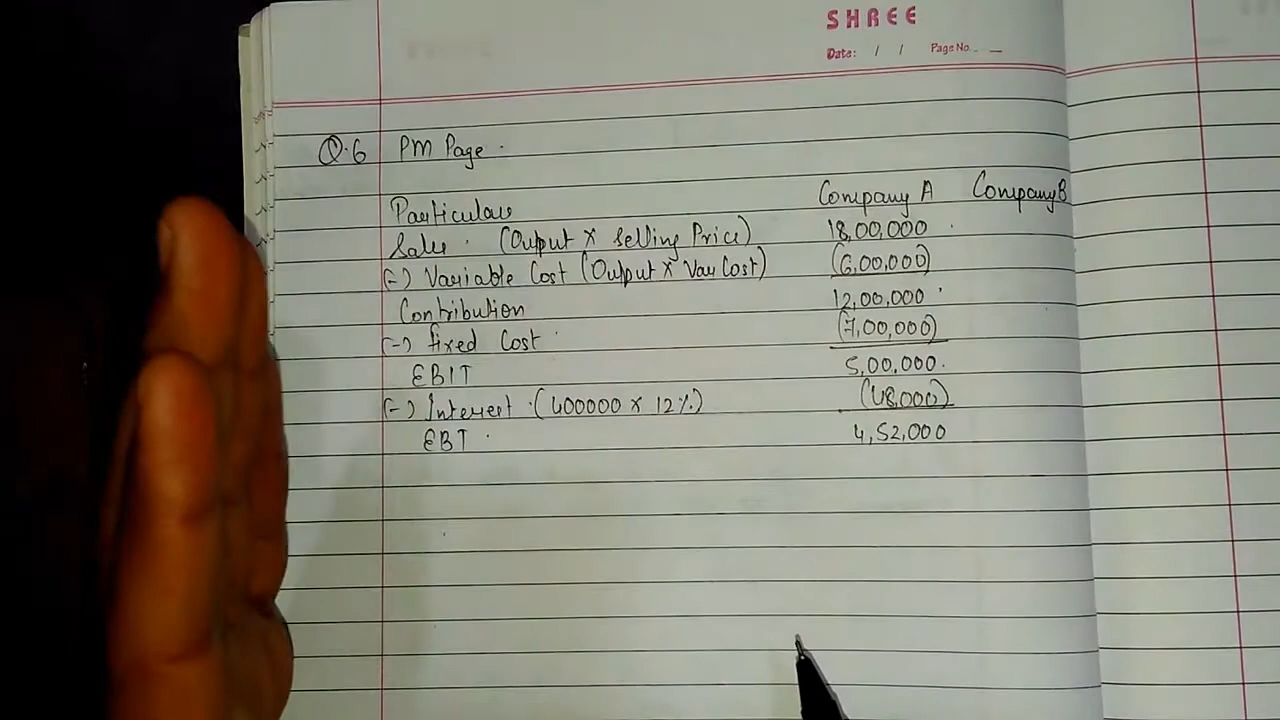 SHREE
Date: / / Page No.
Q.6 PM Page.
Particulars Company A Company B
Sales. (Output x Selling Price) 18,00,000
(-) Variable Cost (Output x Var Cost) (6,00,000)
Contribution 12,00,000
(-) fixed Cost (7,00,000)
EBIT 5,00,000.
(-) Interest (400000 x 12%) (48,000)
EBT 4,52,000